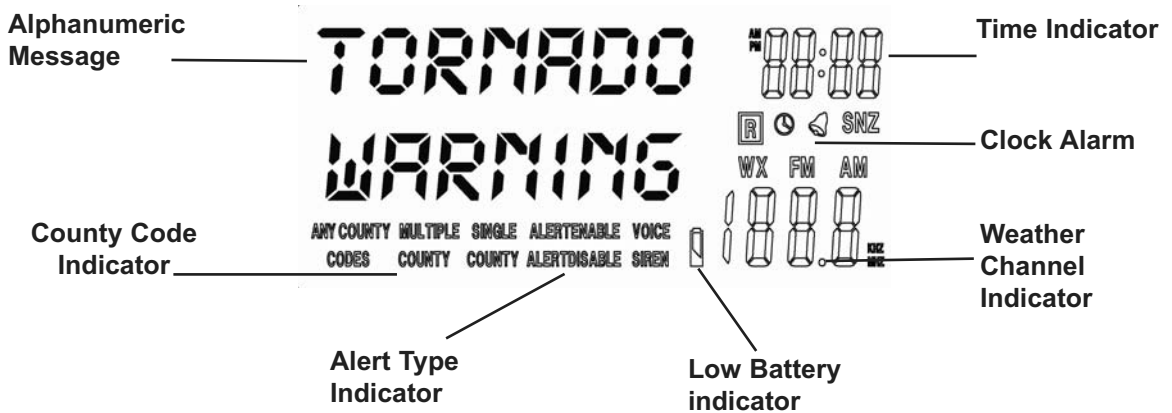 Alphanumeric
Message
TORNADO
WARNING
AM
PM
88:88
Time Indicator
R
SNZ
Clock Alarm
WX FM AM
188.8
KHZ
MHZ
Weather
Channel
Indicator
County Code
Indicator
ANY COUNTY MULTIPLE SINGLE ALERTENABLE VOICE
CODES COUNTY COUNTY ALERTDISABLE SIREN
Alert Type
Indicator
Low Battery
indicator